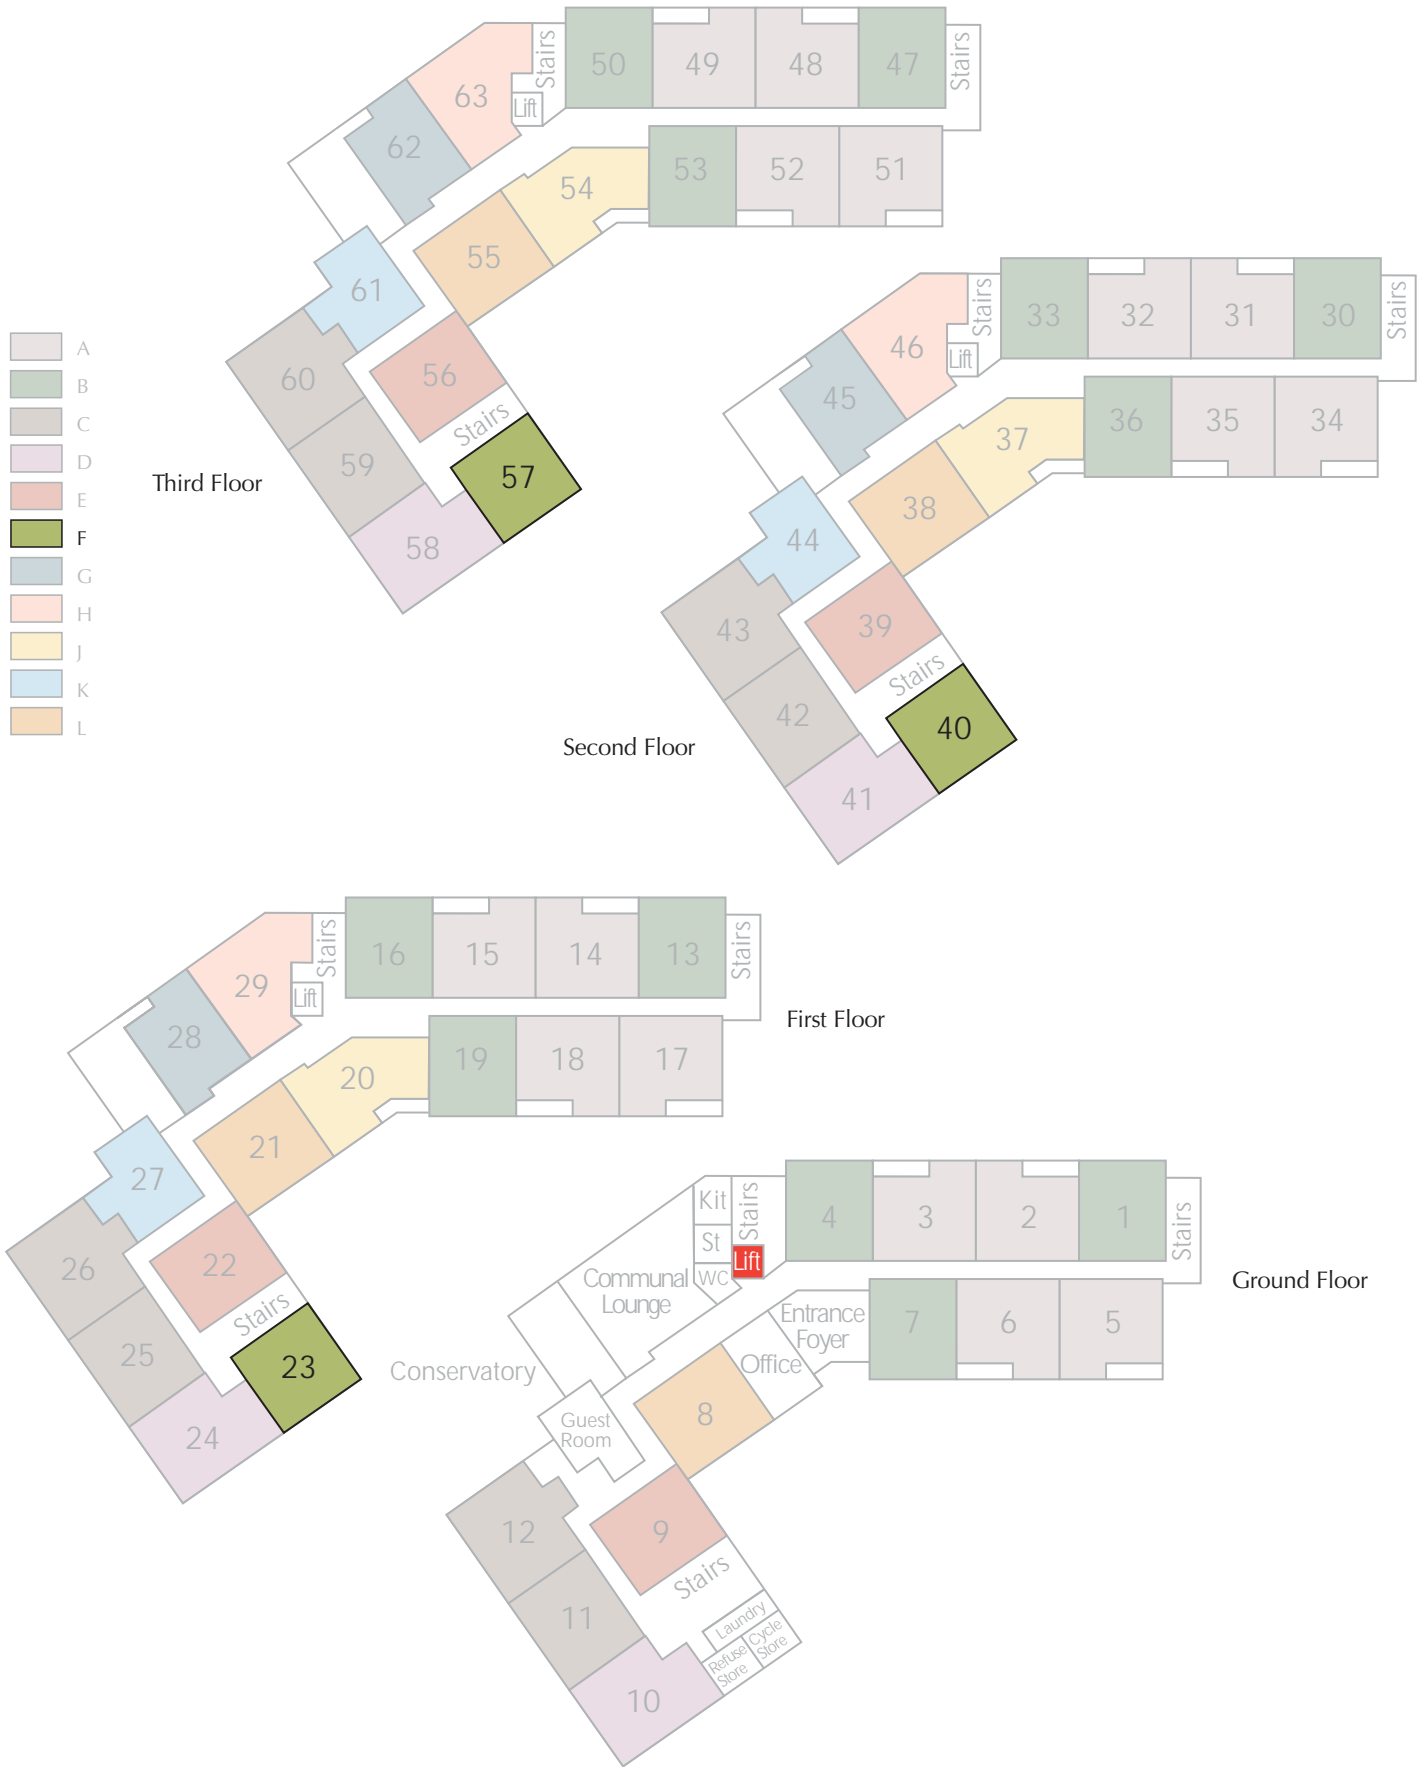 Stairs
50
49
48
47
Stairs
63
Lift
62
54
53
52
51
55
61
56
60
Stairs
59
57
58
Third Floor
A
B
C
D
E
F
G
H
J
K
L
Stairs
33
32
31
30
Stairs
46
Lift
45
37
36
35
34
38
44
39
43
Stairs
42
40
41
Second Floor
Stairs
16
15
14
13
Stairs
29
Lift
28
20
19
18
17
21
27
22
26
Stairs
25
23
24
First Floor
Kit
Stairs
4
3
2
1
Stairs
St
Lift
WC
Communal
Lounge
Entrance
Foyer
7
6
5
Office
Conservatory
8
Guest
Room
12
9
Stairs
11
Laundry
Cycle
Store
Refuse
Store
10
Ground Floor